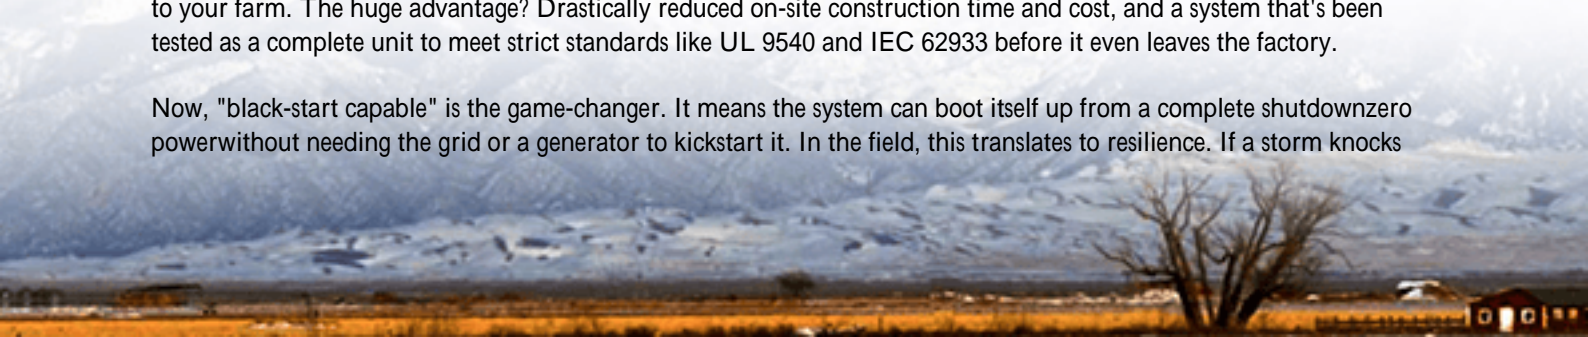 to your farm. The huge advantage? Drastically reduced on-site construction time and cost, and a system that's been
tested as a complete unit to meet strict standards like UL 9540 and IEC 62933 before it even leaves the factory.
Now, "black-start capable" is the game-changer. It means the system can boot itself up from a complete shutdownzero
powerwithout needing the grid or a generator to kickstart it. In the field, this translates to resilience. If a storm knocks